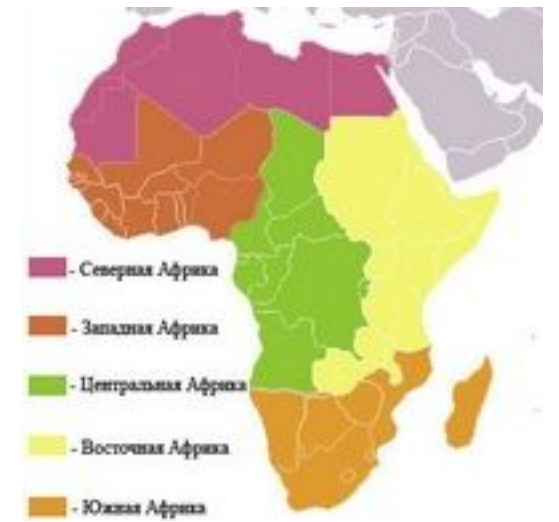 - Северная Африка
- Западная Африка
- Центральная Африка
- Восточная Африка
- Южная Африка